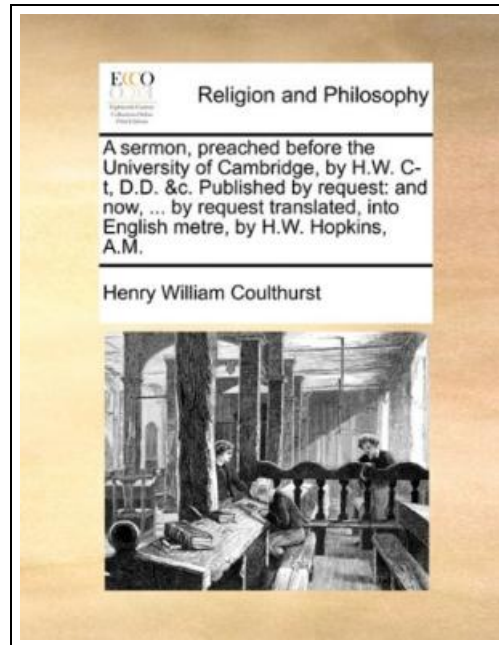 ECCO
Religion and Philosophy
A sermon, preached before the
University of Cambridge, by H.W. C-
t, D.D. &c. Published by request: and
now, ... by request translated, into
English metre, by H.W. Hopkins,
A.M.
Henry William Coulthurst